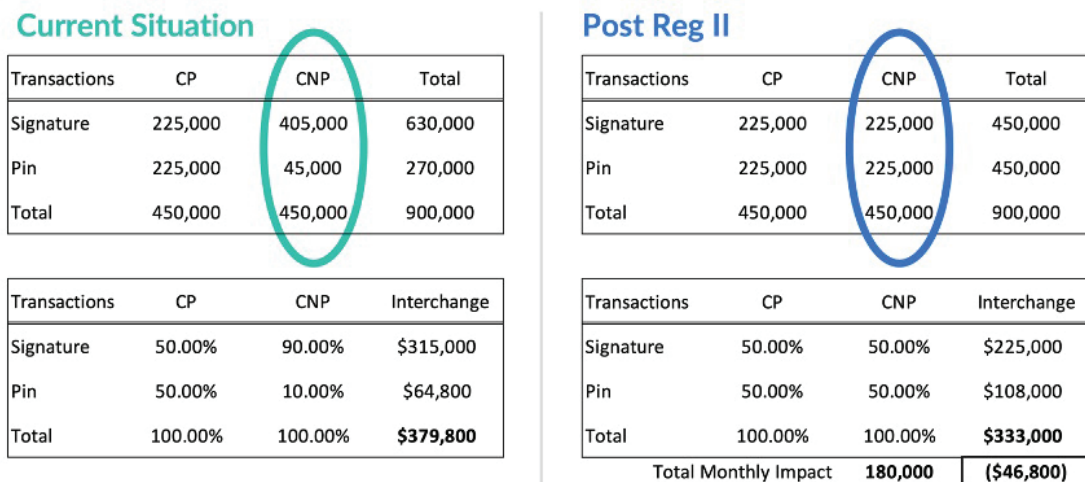 Current Situation
Transactions CP CNP Total
Signature 225,000 405,000 630,000
Pin 225,000 45,000 270,000
Total 450,000 450,000 900,000
Transactions CP CNP Interchange
Signature 50.00% 90.00% $315,000
Pin 50.00% 10.00% $64,800
Total 100.00% 100.00% $379,800
Post Reg II
Transactions CP CNP Total
Signature 225,000 225,000 450,000
Pin 225,000 225,000 450,000
Total 450,000 450,000 900,000
Transactions CP CNP Interchange
Signature 50.00% 50.00% $225,000
Pin 50.00% 50.00% $108,000
Total 100.00% 100.00% $333,000
Total Monthly Impact 180,000 ($46,800)